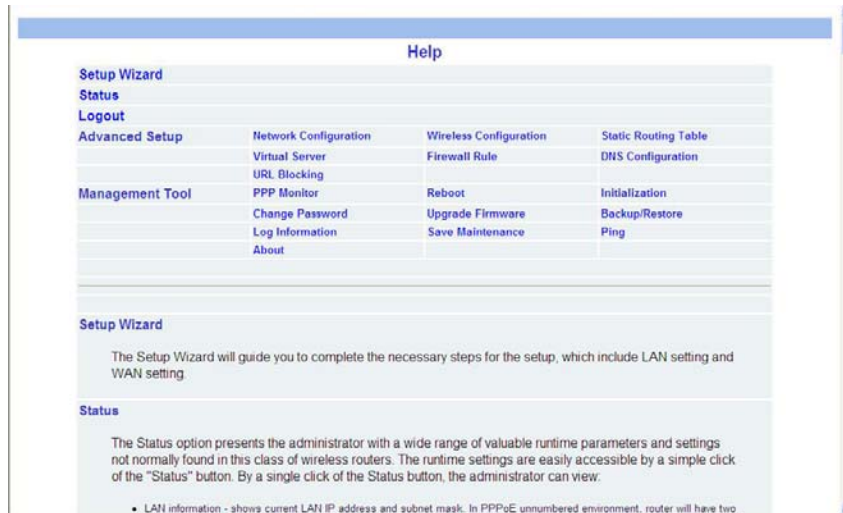 Help
Setup Wizard
Status
Logout
Advanced Setup Network Configuration Wireless Configuration Static Routing Table
Virtual Server Firewall Rule DNS Configuration
URL Blocking
Management Tool PPP Monitor Reboot Initialization
Change Password Upgrade Firmware Backup/Restore
Log Information Save Maintenance Ping
About
Setup Wizard
The Setup Wizard will guide you to complete the necessary steps for the setup, which include LAN setting and
WAN setting.
Status
The Status option presents the administrator with a wide range of valuable runtime parameters and settings
not normally found in this class of wireless routers. The runtime settings are easily accessible by a simple click
of the "Status" button. By a single click of the Status button, the administrator can view:
• LAN information - shows current LAN IP address and subnet mask. In PPPoE unnumbered environment, router will have two